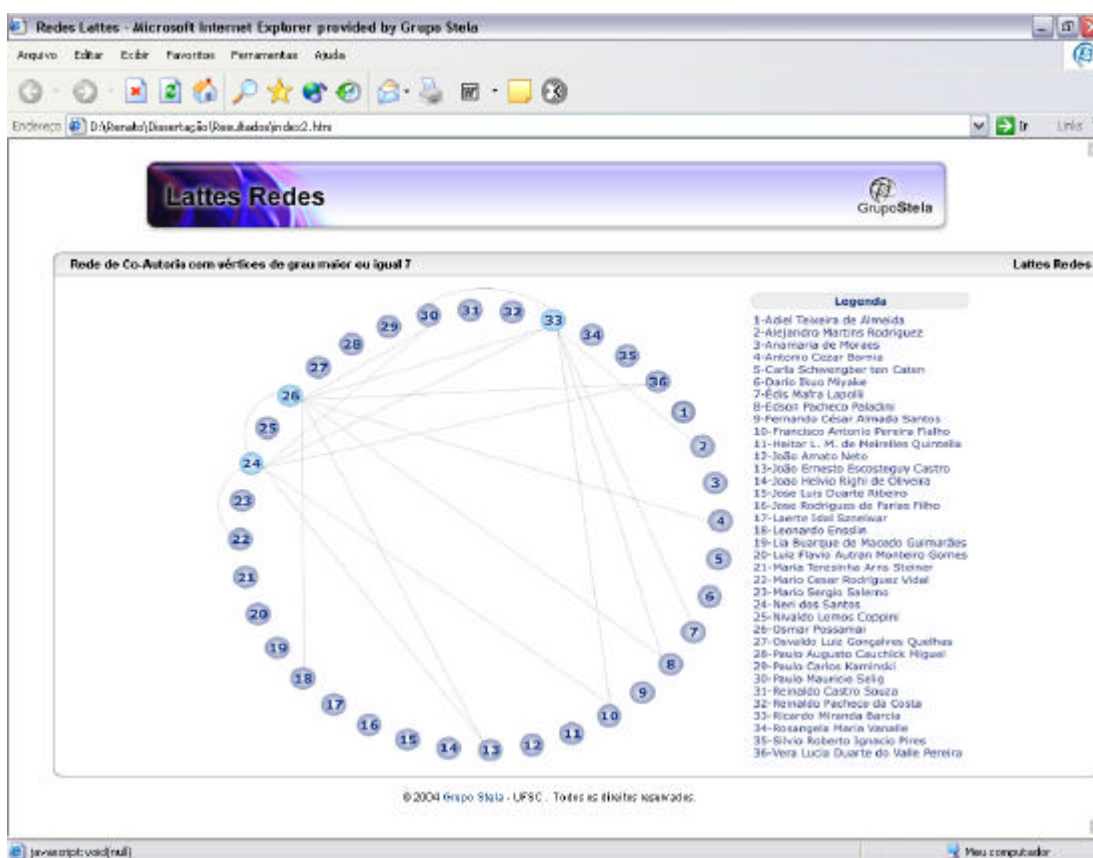 Redes Lattes - Microsoft Internet Explorer provided by Grupo Stela
Arquivo Editar Exibir Favoritos Ferramentas Ajuda
Endereço D:\Renato\Dissertação\Resultados\index2.htm Ir Links
Lattes Redes
GrupoStela
Rede de Co-Autoria com vértices de grau maior ou igual 7
Lattes Redes
31
32
30
33
29
34
28
35
27
36
26
1
25
2
24
3
23
4
22
5
21
6
20
7
19
8
18
9
17
10
16
11
15
12
14
13
Legenda
1-Adiel Teixeira de Almeida
2-Alejandro Martins Rodriguez
3-Anamaria de Moraes
4-Antonio Cezar Bornia
5-Carla Schwengber ten Caten
6-Dario Ikuo Miyake
7-Édis Mafra Lapolli
8-Edson Pacheco Paladini
9-Fernando César Almada Santos
10-Francisco Antonio Pereira Fialho
11-Heitor L. M. de Meirelles Quintella
12-João Amato Neto
13-João Ernesto Escosteguy Castro
14-João Helvio Righi de Oliveira
15-Jose Luis Duarte Ribeiro
16-Jose Rodrigues de Farias Filho
17-Laerte Idal Sznelwar
18-Leonardo Ensslin
19-Lia Buarque de Macedo Guimarães
20-Luiz Flavio Autran Monteiro Gomes
21-Maria Teresinha Arns Steiner
22-Mario Cesar Rodríguez Vidal
23-Mario Sergio Salerno
24-Neri dos Santos
25-Nivaldo Lemos Coppini
26-Osmar Possamai
27-Osvaldo Luiz Gonçalves Quelhas
28-Paulo Augusto Cauchick Miguel
29-Paulo Carlos Kaminski
30-Paulo Mauricio Selig
31-Reinaldo Castro Souza
32-Reinaldo Pacheco da Costa
33-Ricardo Miranda Barcia
34-Rosangela Maria Vanalle
35-Silvio Roberto Ignacio Pires
36-Vera Lucia Duarte do Valle Pereira
© 2004 Grupo Stela - UFSC . Todos os direitos reservados.
javascript:void(null)
Meu computador